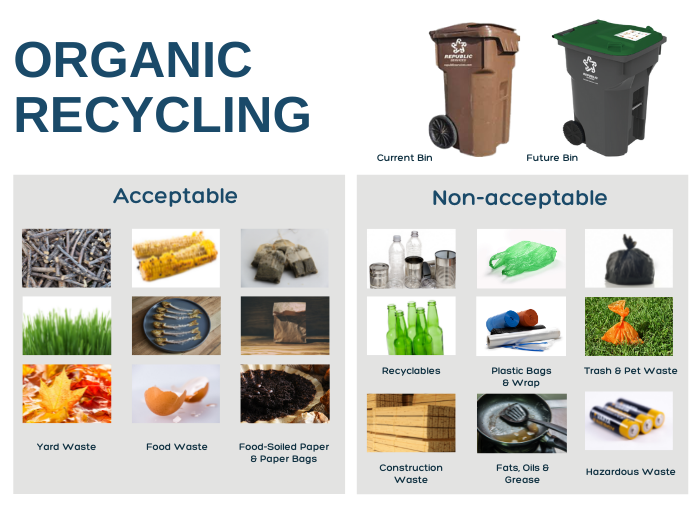 ORGANIC
RECYCLING
REPUBLIC
REPUBLIC
Current Bin
Future Bin
Acceptable
Non-acceptable
Recyclables
Plastic Bags
& Wrap
Trash & Pet Waste
Yard Waste
Food Waste
Food-Soiled Paper
& Paper Bags
Construction
Waste
Fats, Oils &
Grease
Hazardous Waste